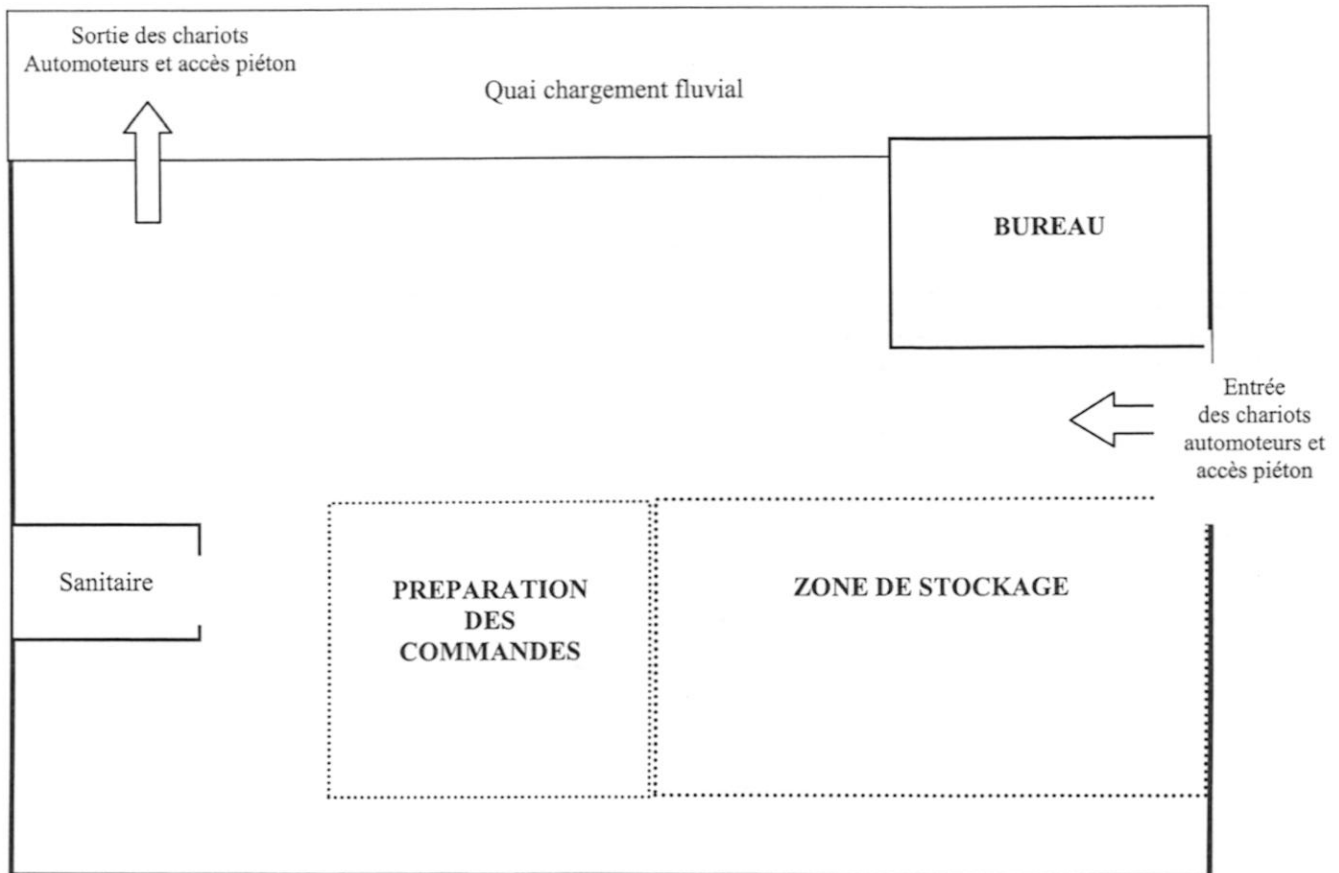 Sortie des chariots
Automoteurs et accès piéton
Quai chargement fluvial
BUREAU
Entrée
des chariots
automoteurs et
accès piéton
Sanitaire
PREPARATION
DES
COMMANDES
ZONE DE STOCKAGE